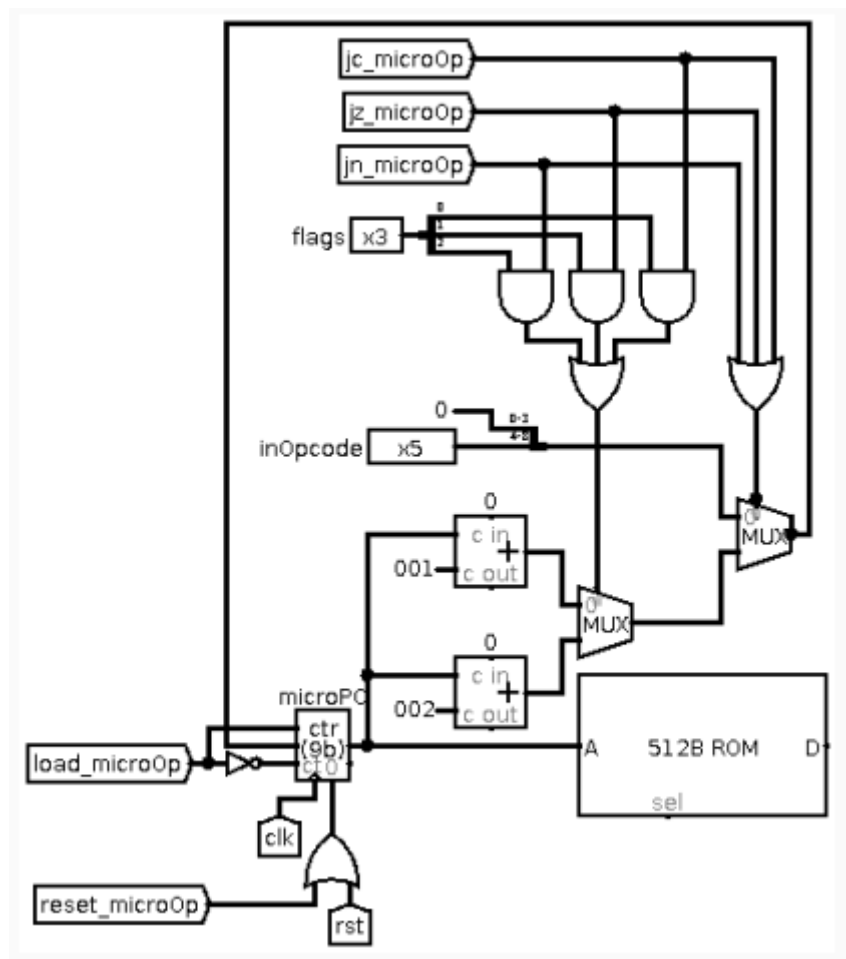 jc_microOp
jz_microOp
jn_microOp
0
1
2
flags x3
0
0-3
4-8
inOpcode x5
0
0
MUX
c in
+
001
c out
0
MUX
0
c in
+
microPC
002
c out
ctr
(9b)
ct 0
load_microOp
A 512B ROM D
sel
clk
reset_microOp
rst